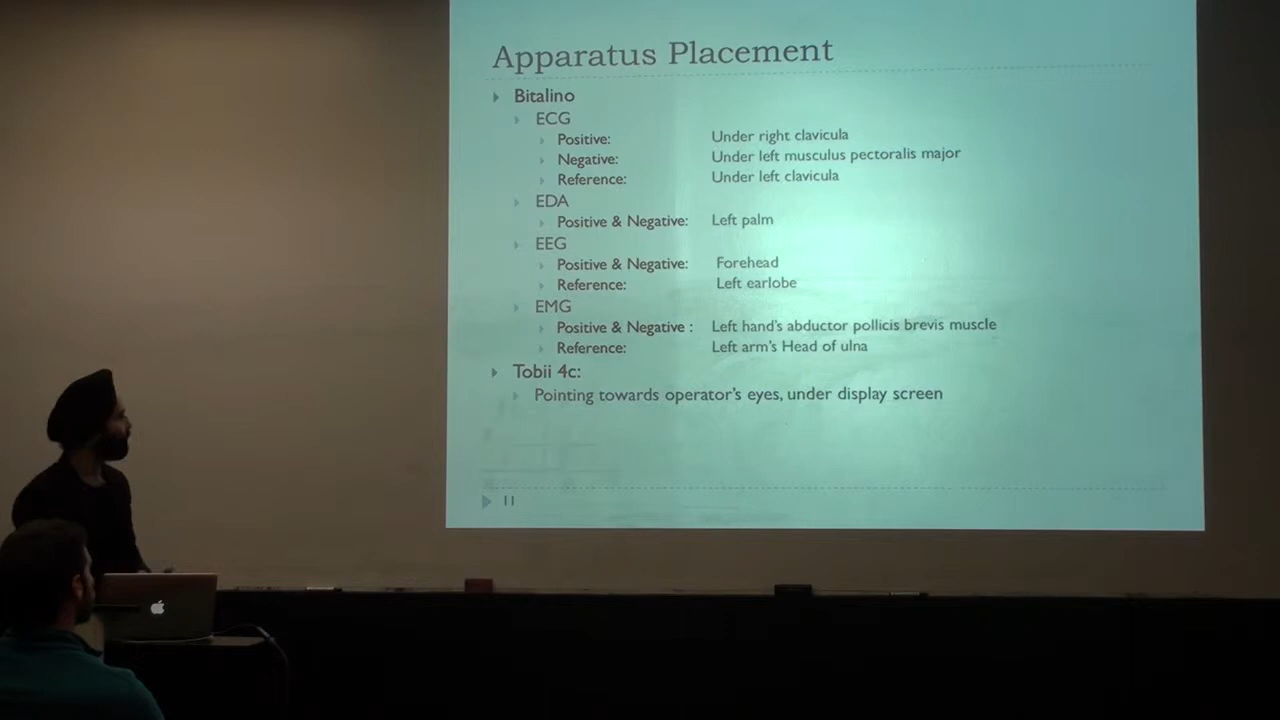 Apparatus Placement
Bitalino
ECG
Positive: Under right clavicula
Negative: Under left musculus pectoralis major
Reference: Under left clavicula
EDA
Positive & Negative: Left palm
EEG
Positive & Negative: Forehead
Reference: Left earlobe
EMG
Positive & Negative : Left hand's abductor pollicis brevis muscle
Reference: Left arm's Head of ulna
Tobii 4c:
Pointing towards operator's eyes, under display screen
11